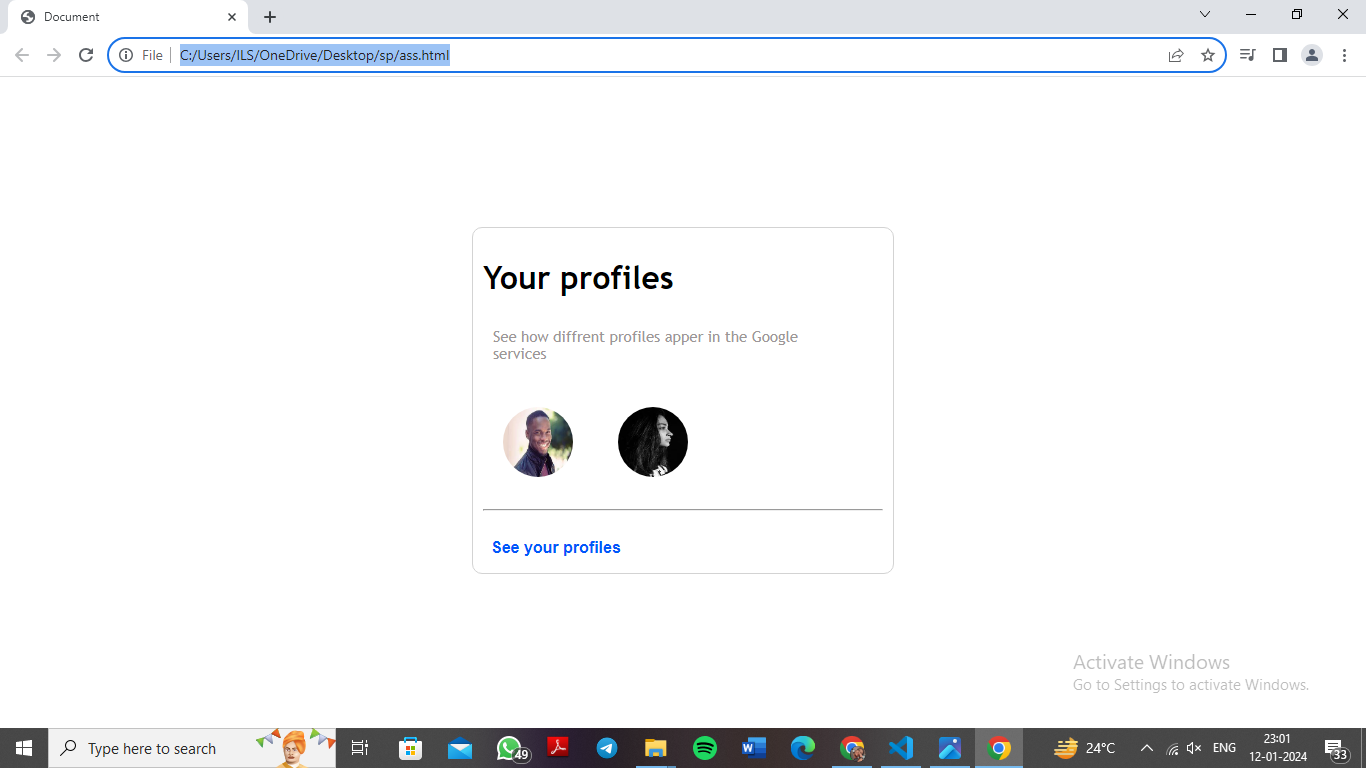 Document
File
C:/Users/ILS/OneDrive/Desktop/sp/ass.html
Your profiles
See how diffrent profiles apper in the Google
services
See your profiles
Activate Windows
Go to Settings to activate Windows.
Type here to search
49
24°C
ENG
23:01
12-01-2024
33